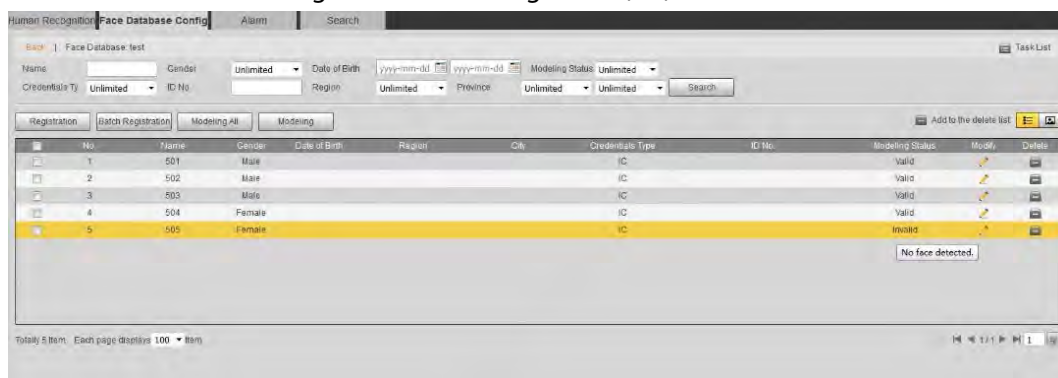 Human Recognition Face Database Config Alarm Search
Back | Face Database: test Task List
Name Gender Unlimited Date of Birth yyyy-mm-dd yyyy-mm-dd Modeling Status Unlimited
Credentials Ty Unlimited ID No. Region Unlimited Province Unlimited Unlimited Search
Registration Batch Registration Modeling All Modeling Add to the delete list
No. Name Gender Date of Birth Region City Credentials Type ID No. Modeling Status Modify Delete
1 501 Male IC Valid
2 502 Male IC Valid
3 503 Male IC Valid
4 504 Female IC Valid
5 505 Female IC Invalid
No face detected.
Totally 5 Item Each page displays 100 Item 1 / 1 1